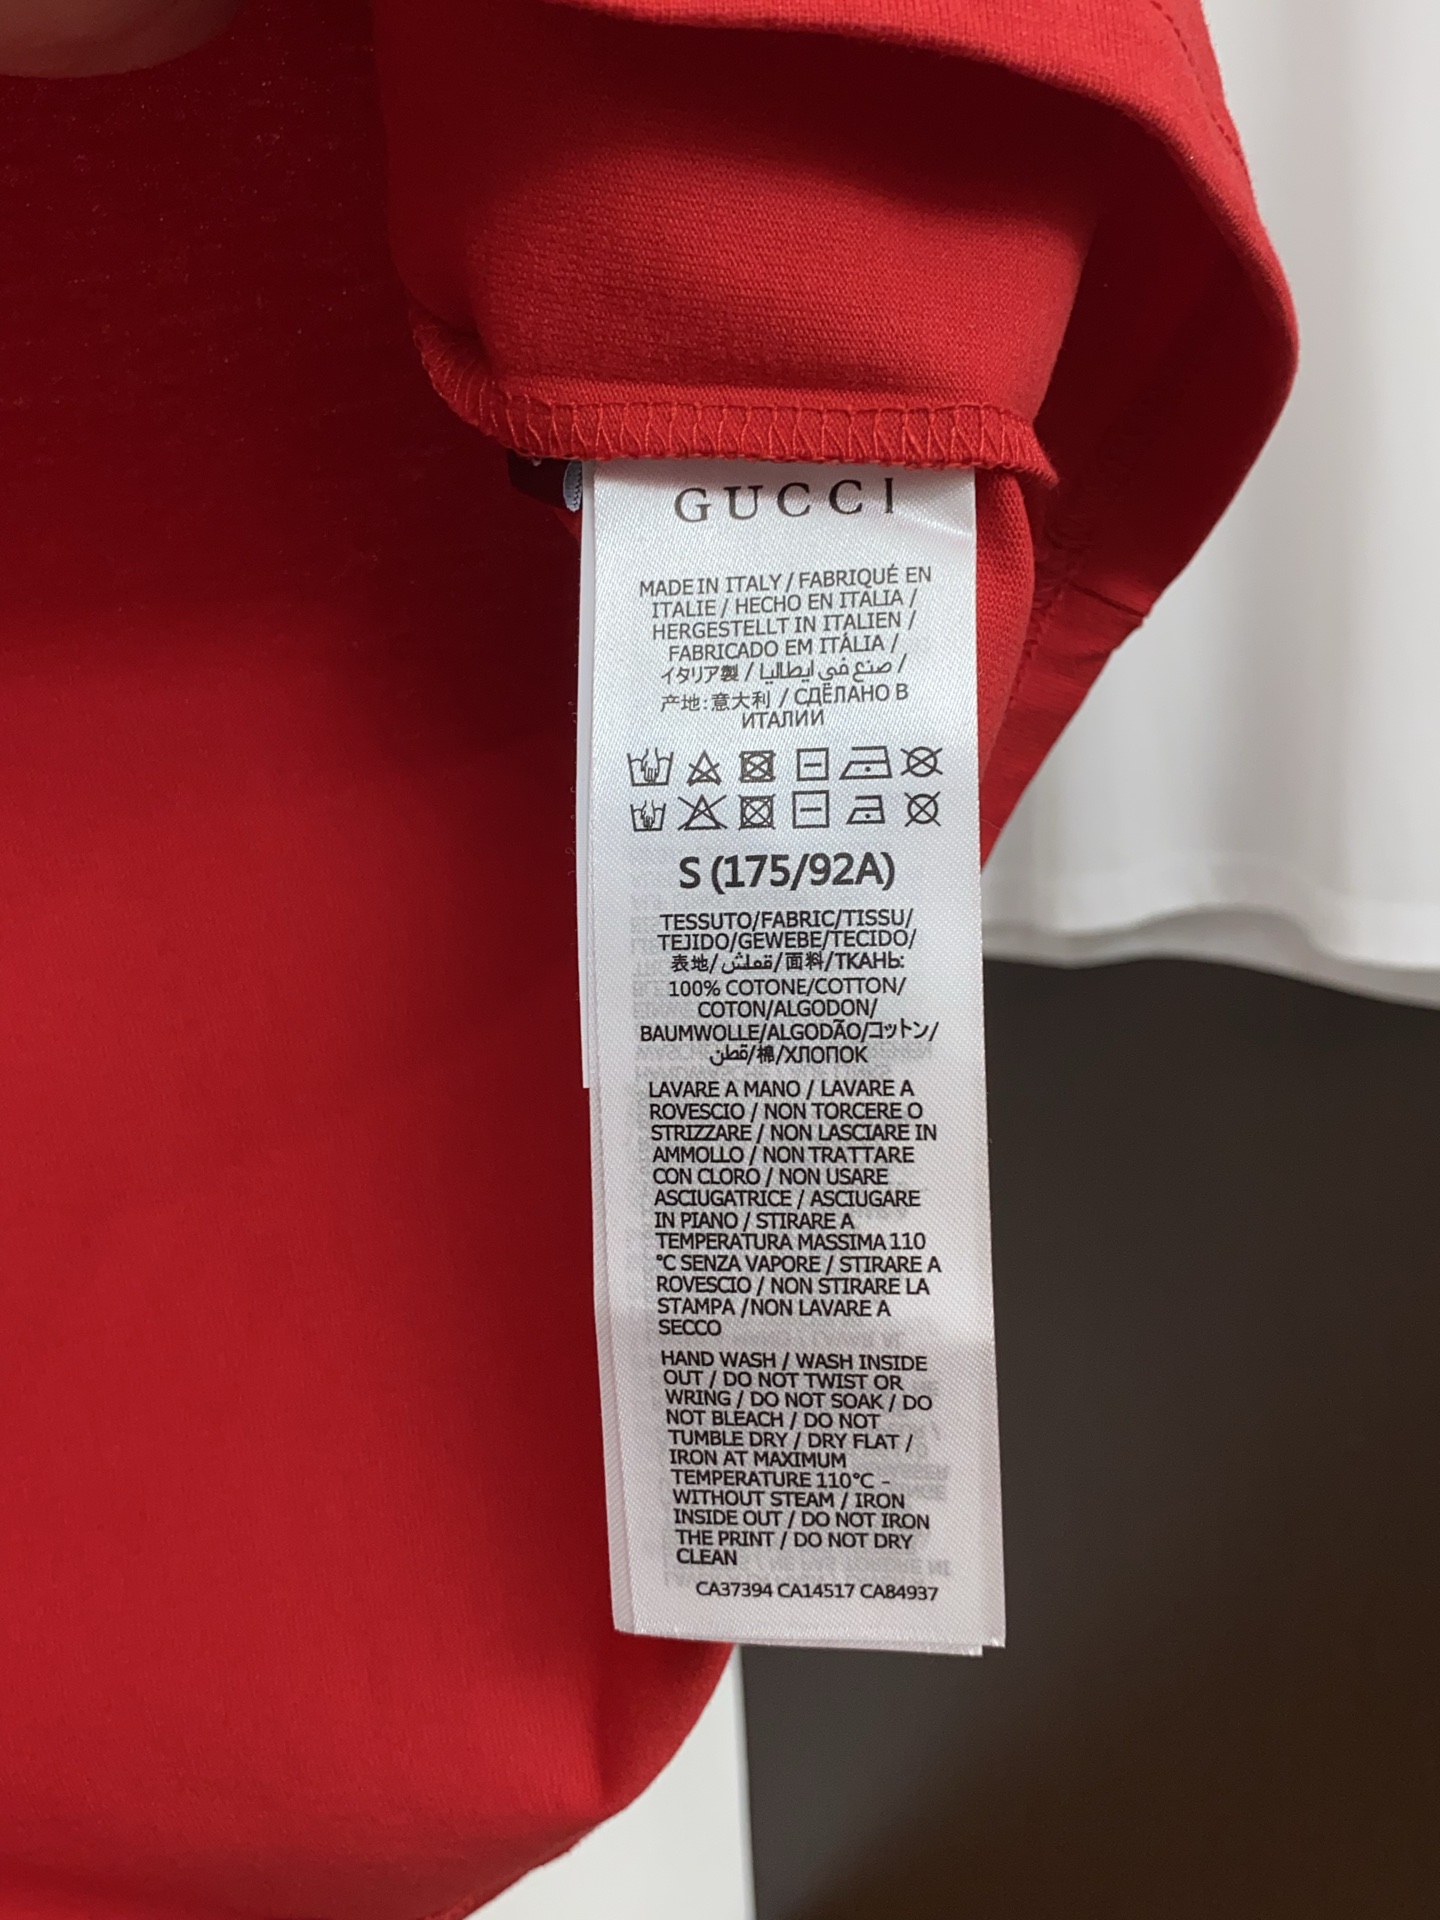 GUCCI
MADE IN ITALY / FABRIQUÉ EN
ITALIE / HECHO EN ITALIA /
HERGESTELLT IN ITALIEN /
FABRICADO EM ITÁLIA /
イタリア製 / صنع في ايطاليا /
产地:意大利 / СДЕЛАНО В
ИТАЛИИ
S (175/92A)
TESSUTO/FABRIC/TISSU/
TEJIDO/GEWEBE/TECIDO/
表地/قماش/面料/ТКАНЬ:
100% COTONE/COTTON/
COTON/ALGODON/
BAUMWOLLE/ALGODÃO/コットン/
قطن/棉/ХЛОПОК
LAVARE A MANO / LAVARE A
ROVESCIO / NON TORCERE O
STRIZZARE / NON LASCIARE IN
AMMOLLO / NON TRATTARE
CON CLORO / NON USARE
ASCIUGATRICE / ASCIUGARE
IN PIANO / STIRARE A
TEMPERATURA MASSIMA 110
°C SENZA VAPORE / STIRARE A
ROVESCIO / NON STIRARE LA
STAMPA /NON LAVARE A
SECCO
HAND WASH / WASH INSIDE
OUT / DO NOT TWIST OR
WRING / DO NOT SOAK / DO
NOT BLEACH / DO NOT
TUMBLE DRY / DRY FLAT /
IRON AT MAXIMUM
TEMPERATURE 110°C -
WITHOUT STEAM / IRON
INSIDE OUT / DO NOT IRON
THE PRINT / DO NOT DRY
CLEAN
CA37394 CA14517 CA84937